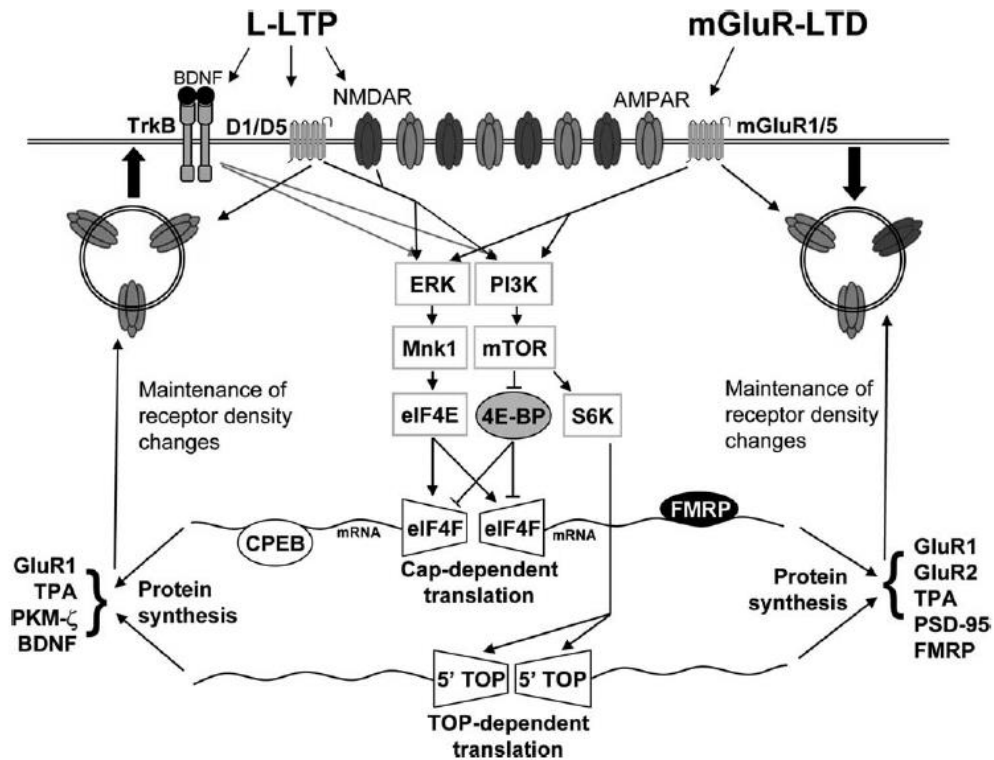 L-LTP
mGluR-LTD
BDNF
NMDAR
AMPAR
TrkB
D1/D5
mGluR1/5
ERK
PI3K
Mnk1
mTOR
eIF4E
4E-BP
S6K
Maintenance of
receptor density
changes
Maintenance of
receptor density
changes
CPEB
mRNA
eIF4F
eIF4F
mRNA
FMRP
Cap-dependent
translation
GluR1
TPA
PKM-ζ
BDNF
Protein
synthesis
Protein
synthesis
GluR1
GluR2
TPA
PSD-95
FMRP
5' TOP
5' TOP
TOP-dependent
translation